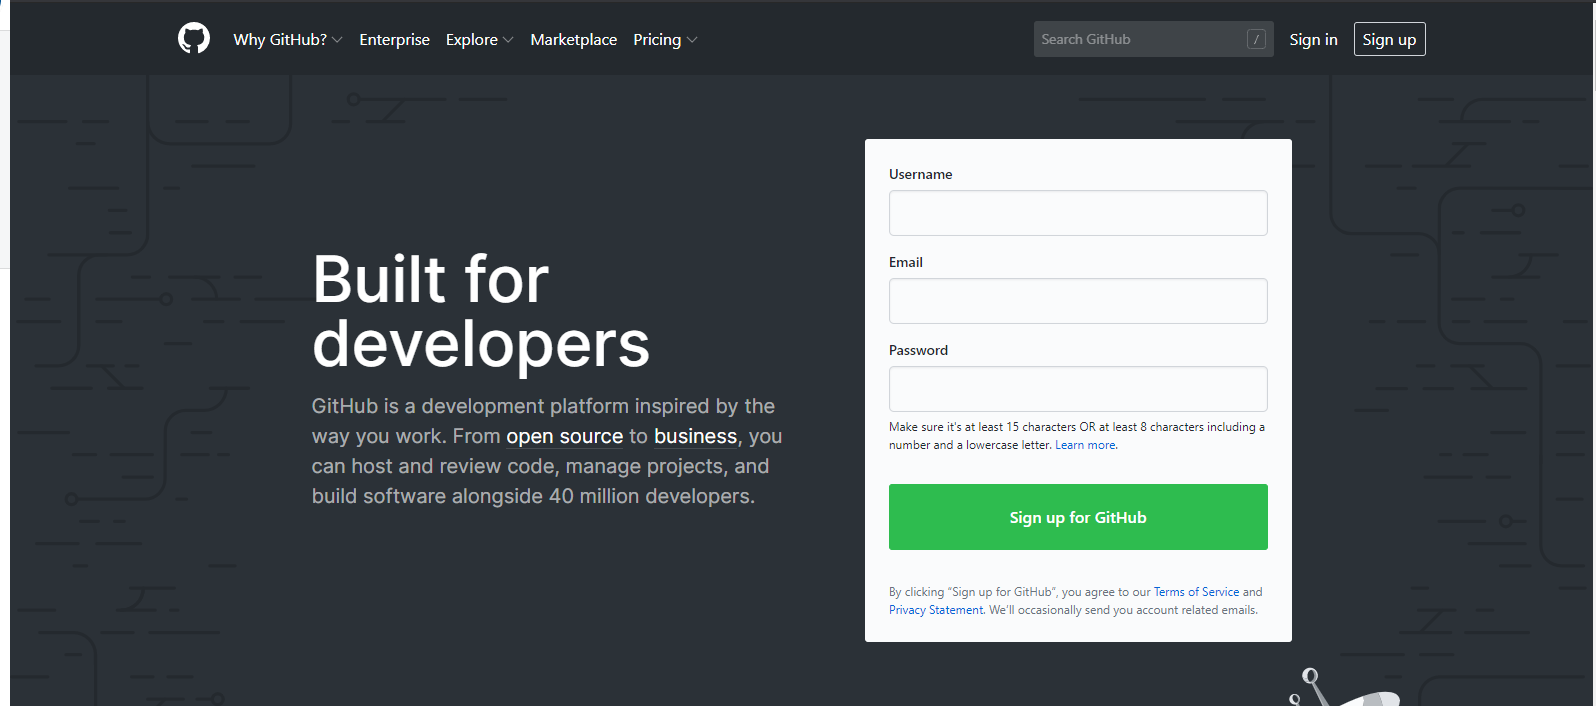 Why GitHub? Enterprise Explore Marketplace Pricing Search GitHub / Sign in Sign up
Built for
developers
GitHub is a development platform inspired by the
way you work. From open source to business, you
can host and review code, manage projects, and
build software alongside 40 million developers.
Username
Email
Password
Make sure it's at least 15 characters OR at least 8 characters including a
number and a lowercase letter. Learn more.
Sign up for GitHub
By clicking “Sign up for GitHub”, you agree to our Terms of Service and
Privacy Statement. We’ll occasionally send you account related emails.